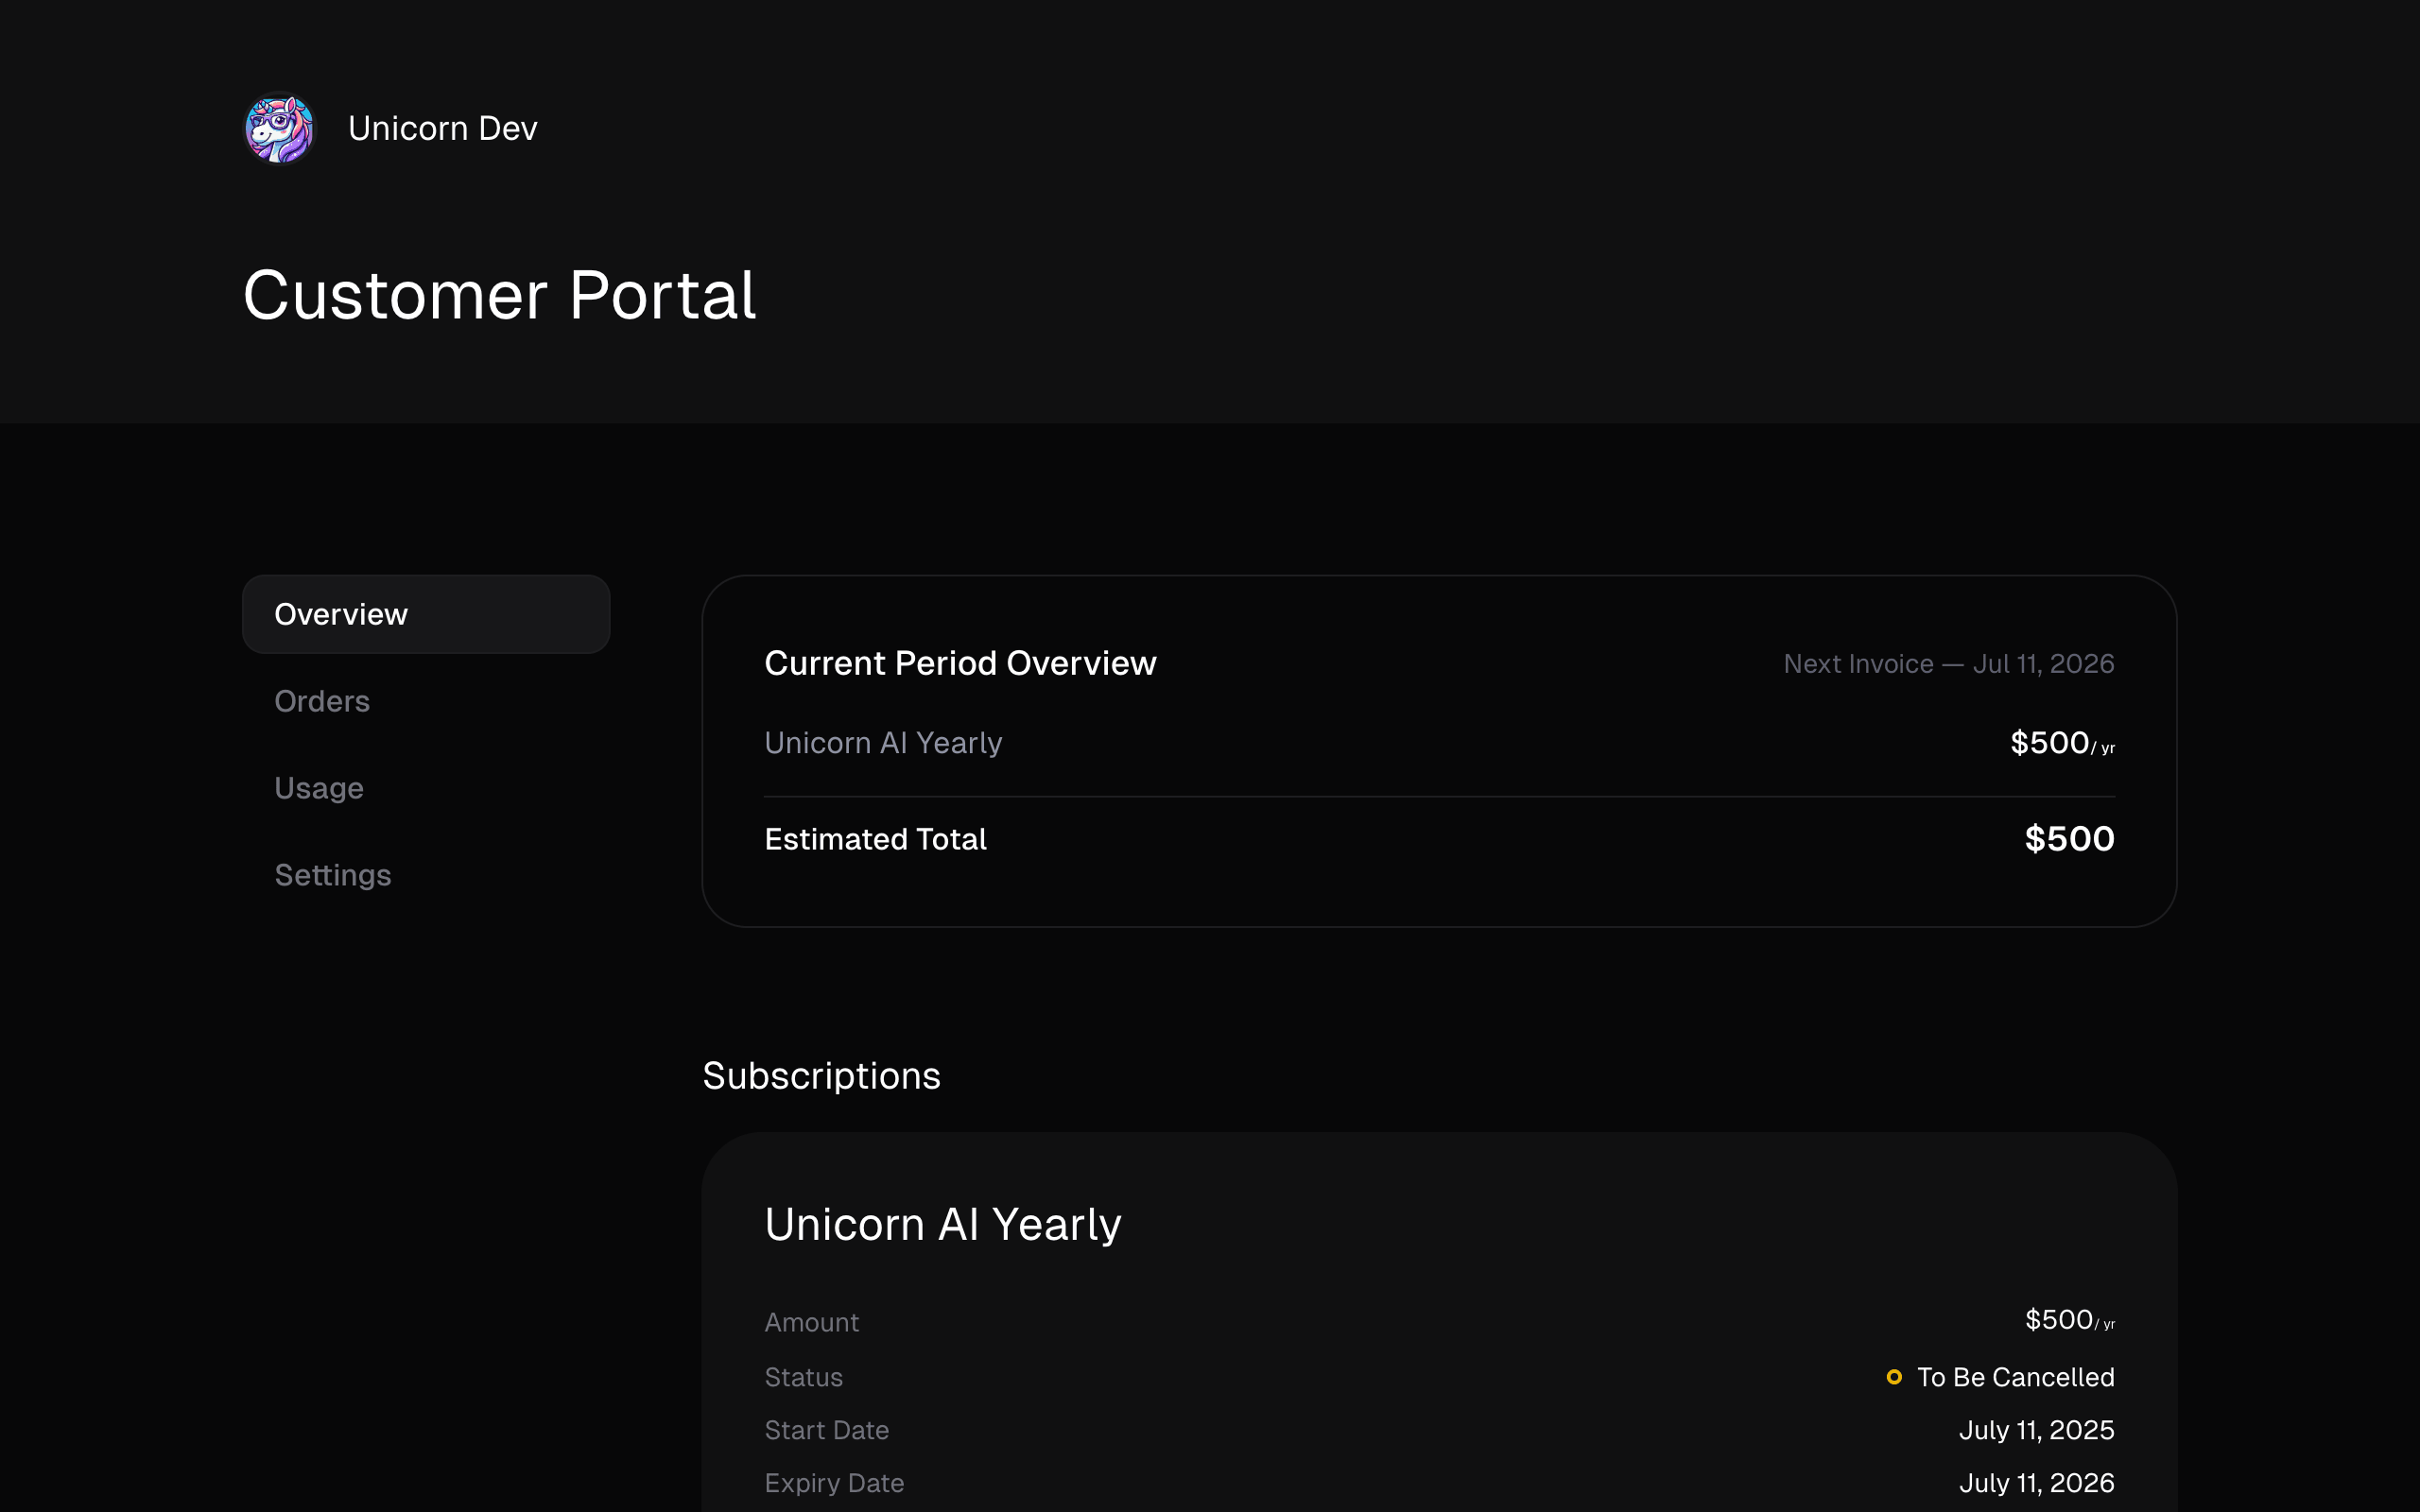 Unicorn Dev
Customer Portal
Overview
Orders
Usage
Settings
Current Period Overview
Next Invoice — Jul 11, 2026
Unicorn AI Yearly
$500/ yr
Estimated Total
$500
Subscriptions
Unicorn AI Yearly
Amount
$500/ yr
Status
To Be Cancelled
Start Date
July 11, 2025
Expiry Date
July 11, 2026